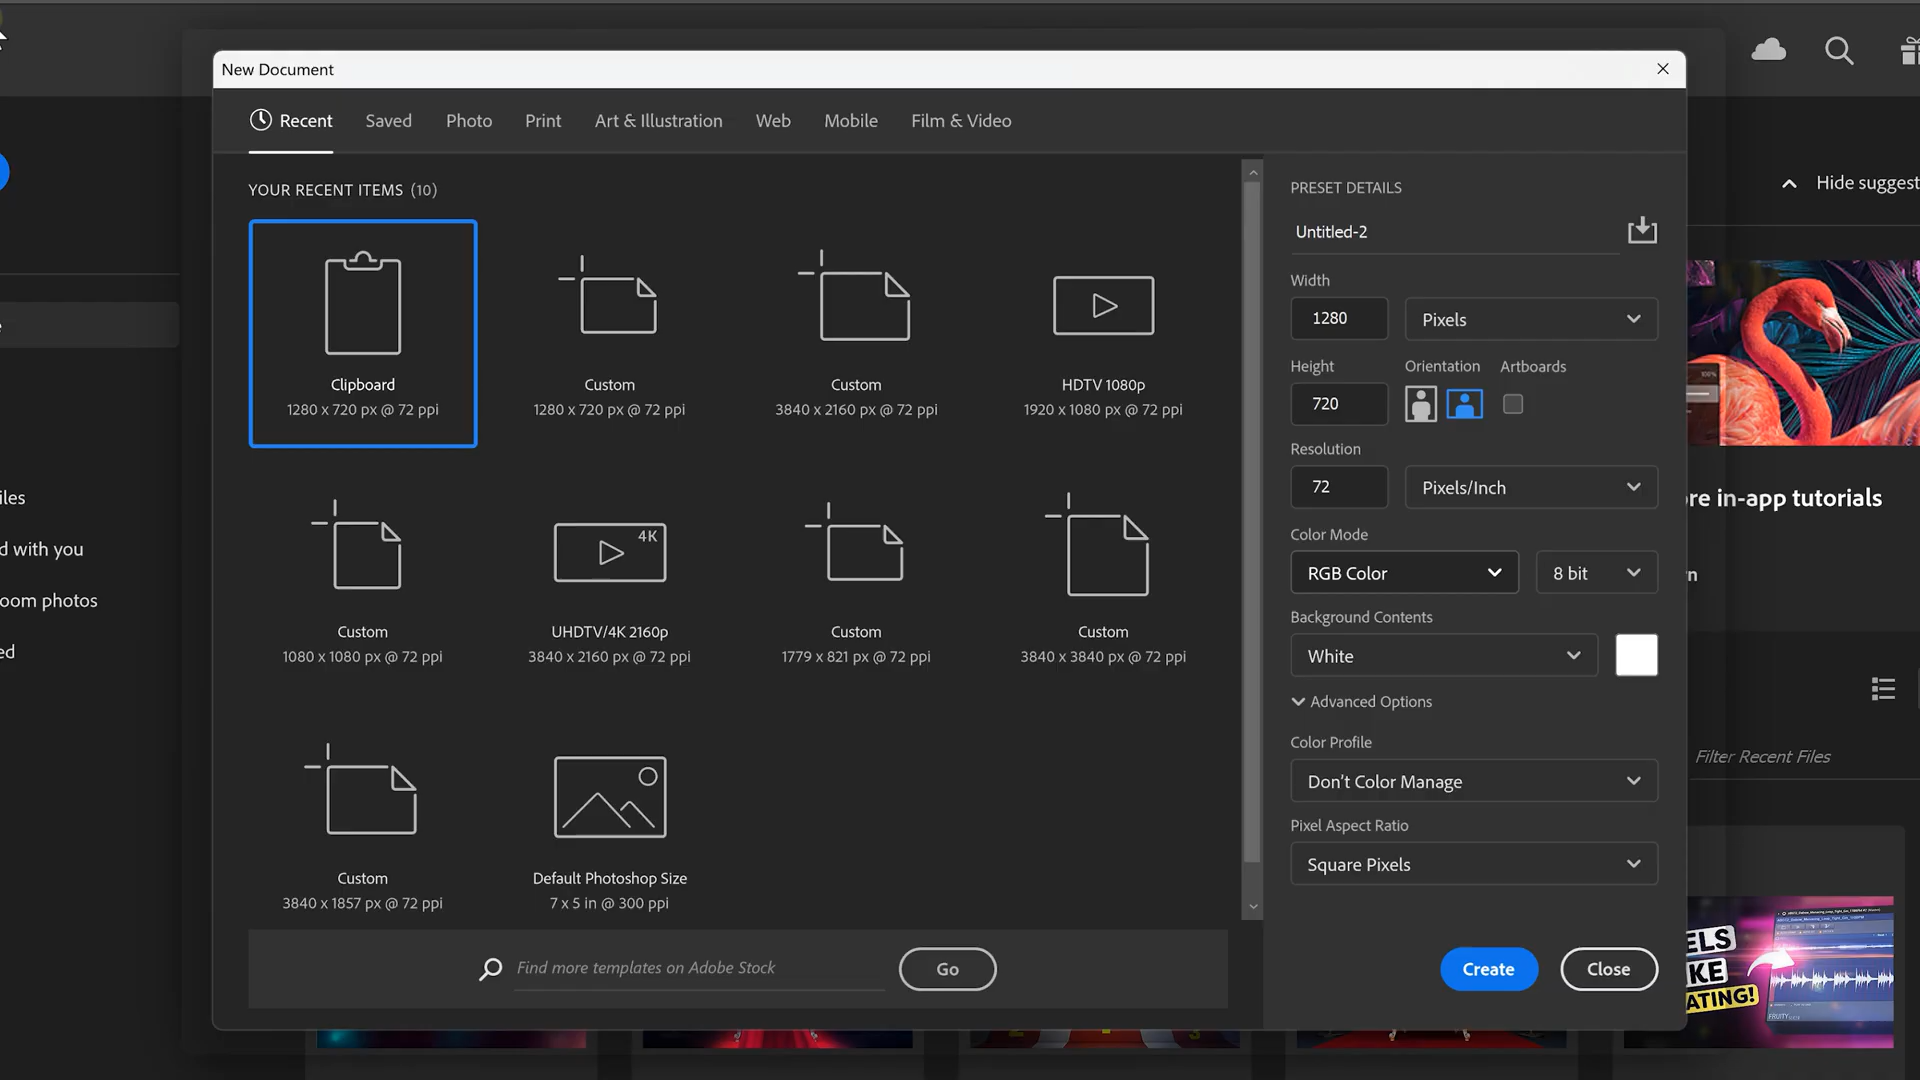 New Document
Recent Saved Photo Print Art & Illustration Web Mobile Film & Video
YOUR RECENT ITEMS (10)
Clipboard
1280 x 720 px @ 72 ppi
Custom
1280 x 720 px @ 72 ppi
Custom
3840 x 2160 px @ 72 ppi
HDTV 1080p
1920 x 1080 px @ 72 ppi
Custom
1080 x 1080 px @ 72 ppi
4K
UHDTV/4K 2160p
3840 x 2160 px @ 72 ppi
Custom
1779 x 821 px @ 72 ppi
Custom
3840 x 3840 px @ 72 ppi
Custom
3840 x 1857 px @ 72 ppi
Default Photoshop Size
7 x 5 in @ 300 ppi
Find more templates on Adobe Stock
Go
PRESET DETAILS
Untitled-2
Width
1280 Pixels
Height Orientation Artboards
720
Resolution
72 Pixels/Inch
Color Mode
RGB Color 8 bit
Background Contents
White
Advanced Options
Color Profile
Don't Color Manage
Pixel Aspect Ratio
Square Pixels
Create Close
iles
d with you
oom photos
ed
Hide suggest
re in-app tutorials
n
Filter Recent Files
ELS
KE
ATING!